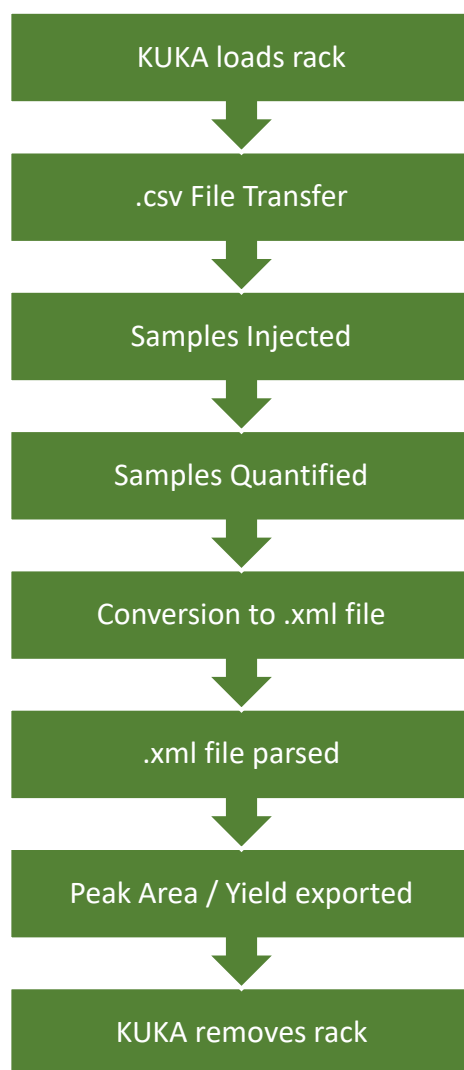 KUKA loads rack
.csv File Transfer
Samples Injected
Samples Quantified
Conversion to .xml file
.xml file parsed
Peak Area / Yield exported
KUKA removes rack